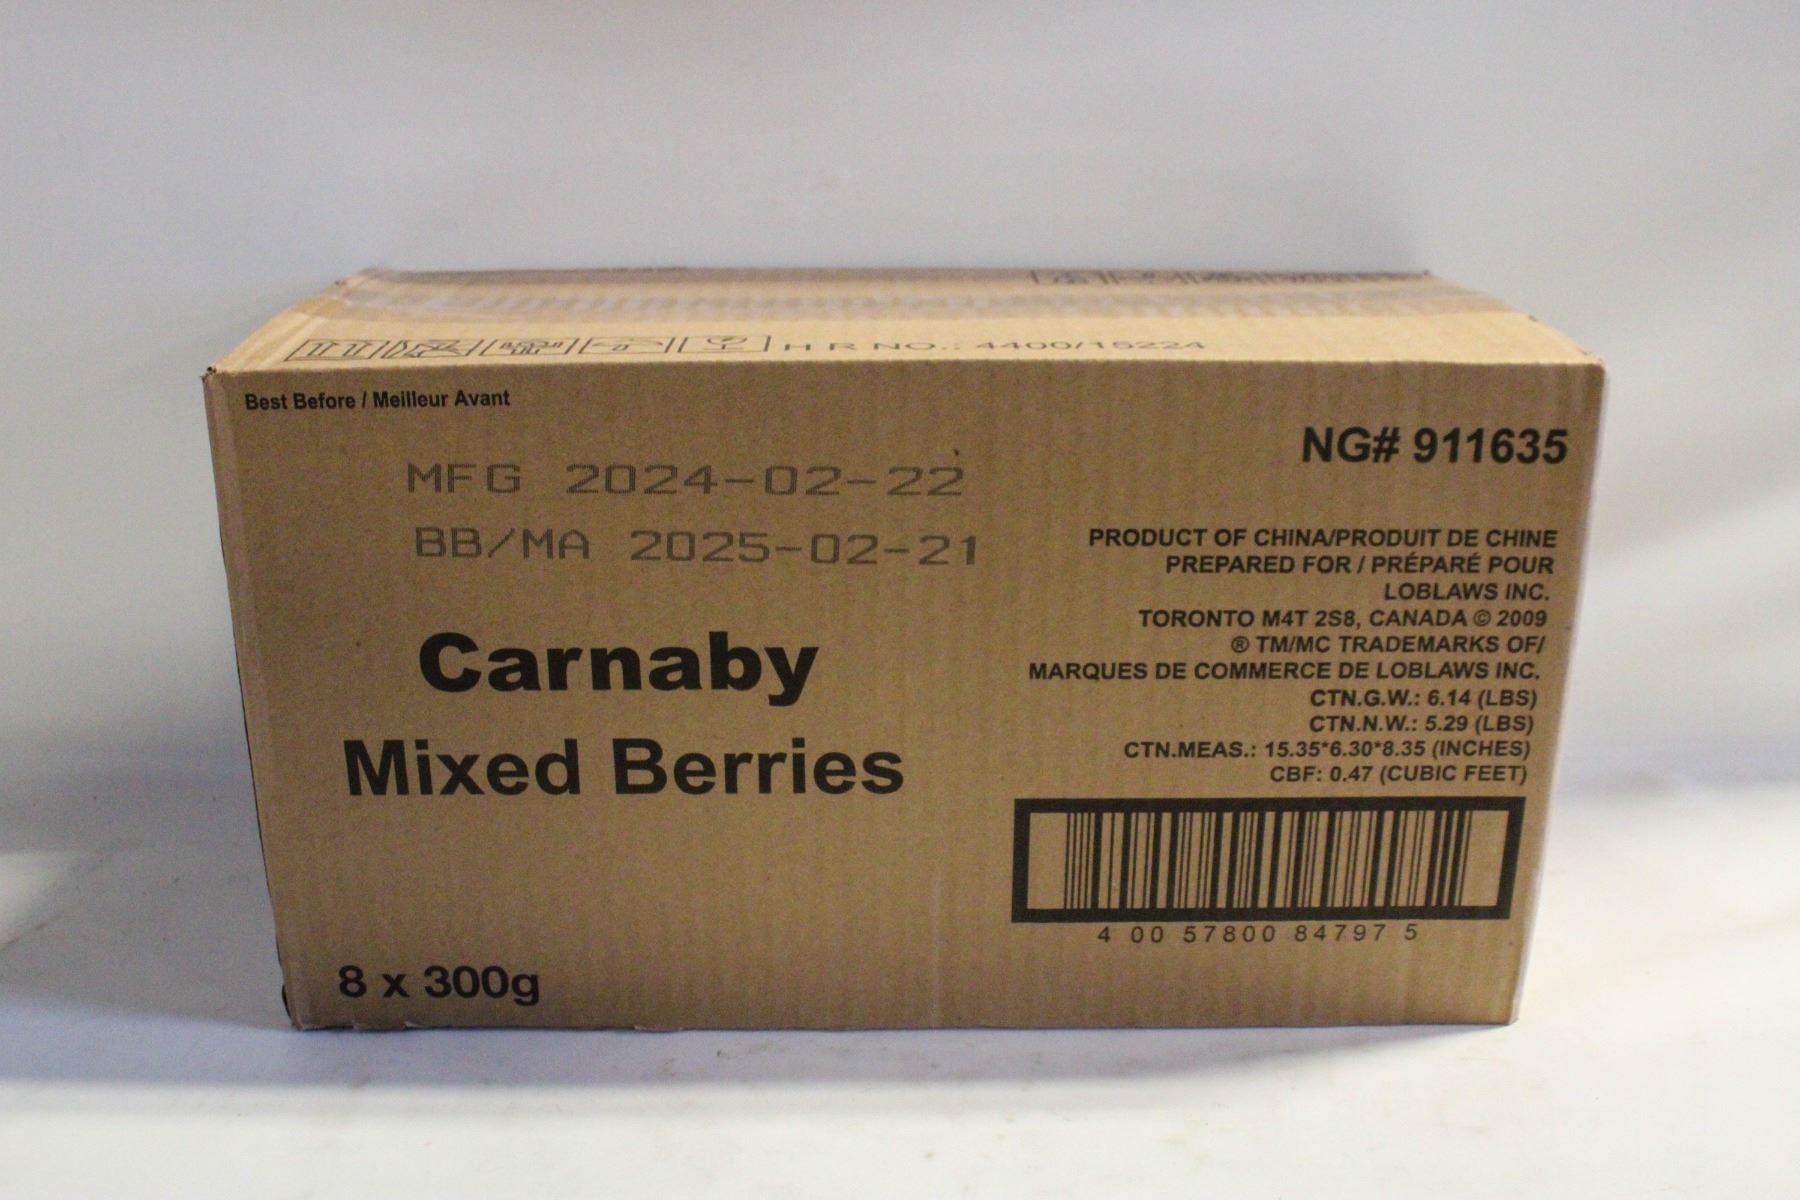 H R NO.: 4400/15224
Best Before / Meilleur Avant
MFG 2024-02-22
BB/MA 2025-02-21
Carnaby
Mixed Berries
8 x 300g
NG# 911635
PRODUCT OF CHINA/PRODUIT DE CHINE
PREPARED FOR / PRÉPARÉ POUR
LOBLAWS INC.
TORONTO M4T 2S8, CANADA © 2009
® TM/MC TRADEMARKS OF/
MARQUES DE COMMERCE DE LOBLAWS INC.
CTN.G.W.: 6.14 (LBS)
CTN.N.W.: 5.29 (LBS)
CTN.MEAS.: 15.35*6.30*8.35 (INCHES)
CBF: 0.47 (CUBIC FEET)
4 00 57800 84797 5